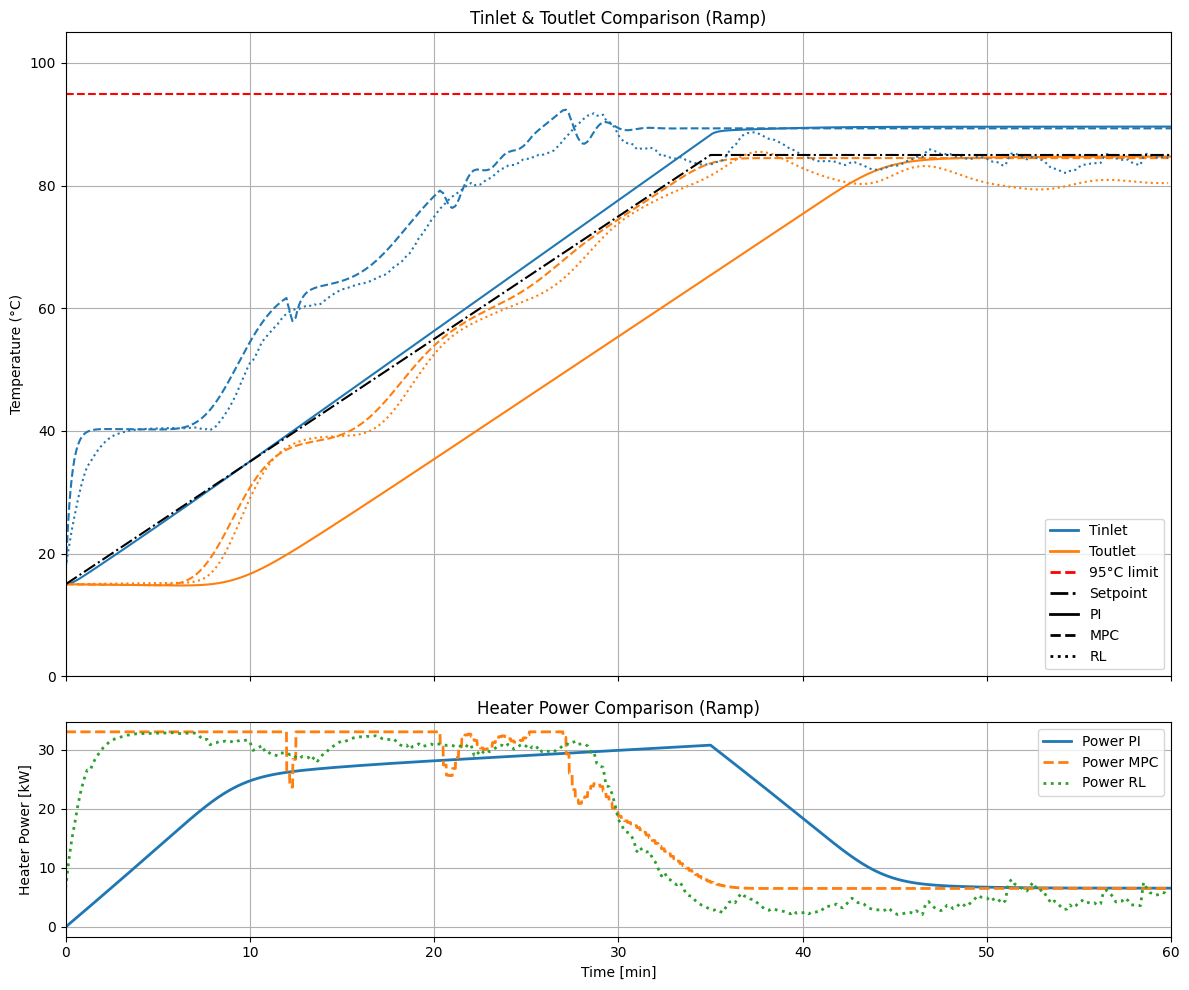 Tinlet & Toutlet Comparison (Ramp)
100
80
60
40
20
0
Temperature (°C)
Tinlet
Toutlet
95°C limit
Setpoint
PI
MPC
RL
Heater Power Comparison (Ramp)
30
20
10
0
Heater Power [kW]
Power PI
Power MPC
Power RL
0 10 20 30 40 50 60
Time [min]